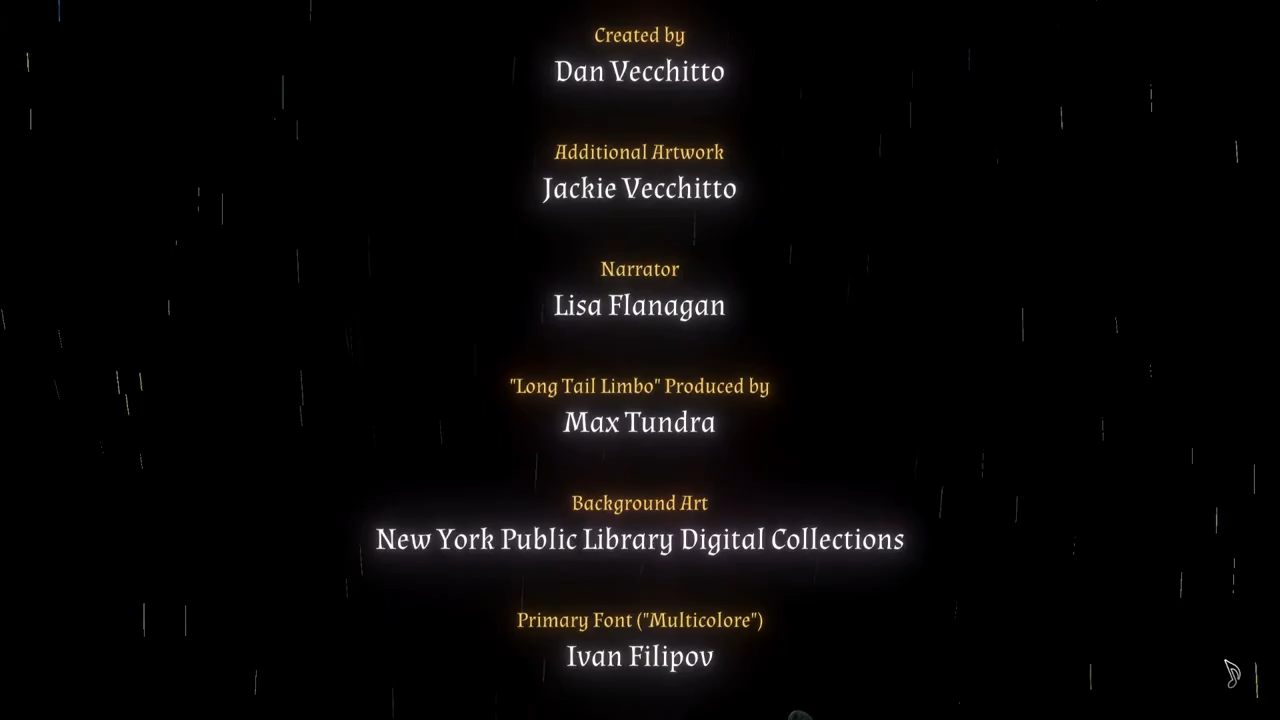 Created by
Dan Vecchitto
Additional Artwork
Jackie Vecchitto
Narrator
Lisa Flanagan
"Long Tail Limbo" Produced by
Max Tundra
Background Art
New York Public Library Digital Collections
Primary Font ("Multicolore")
Ivan Filipov